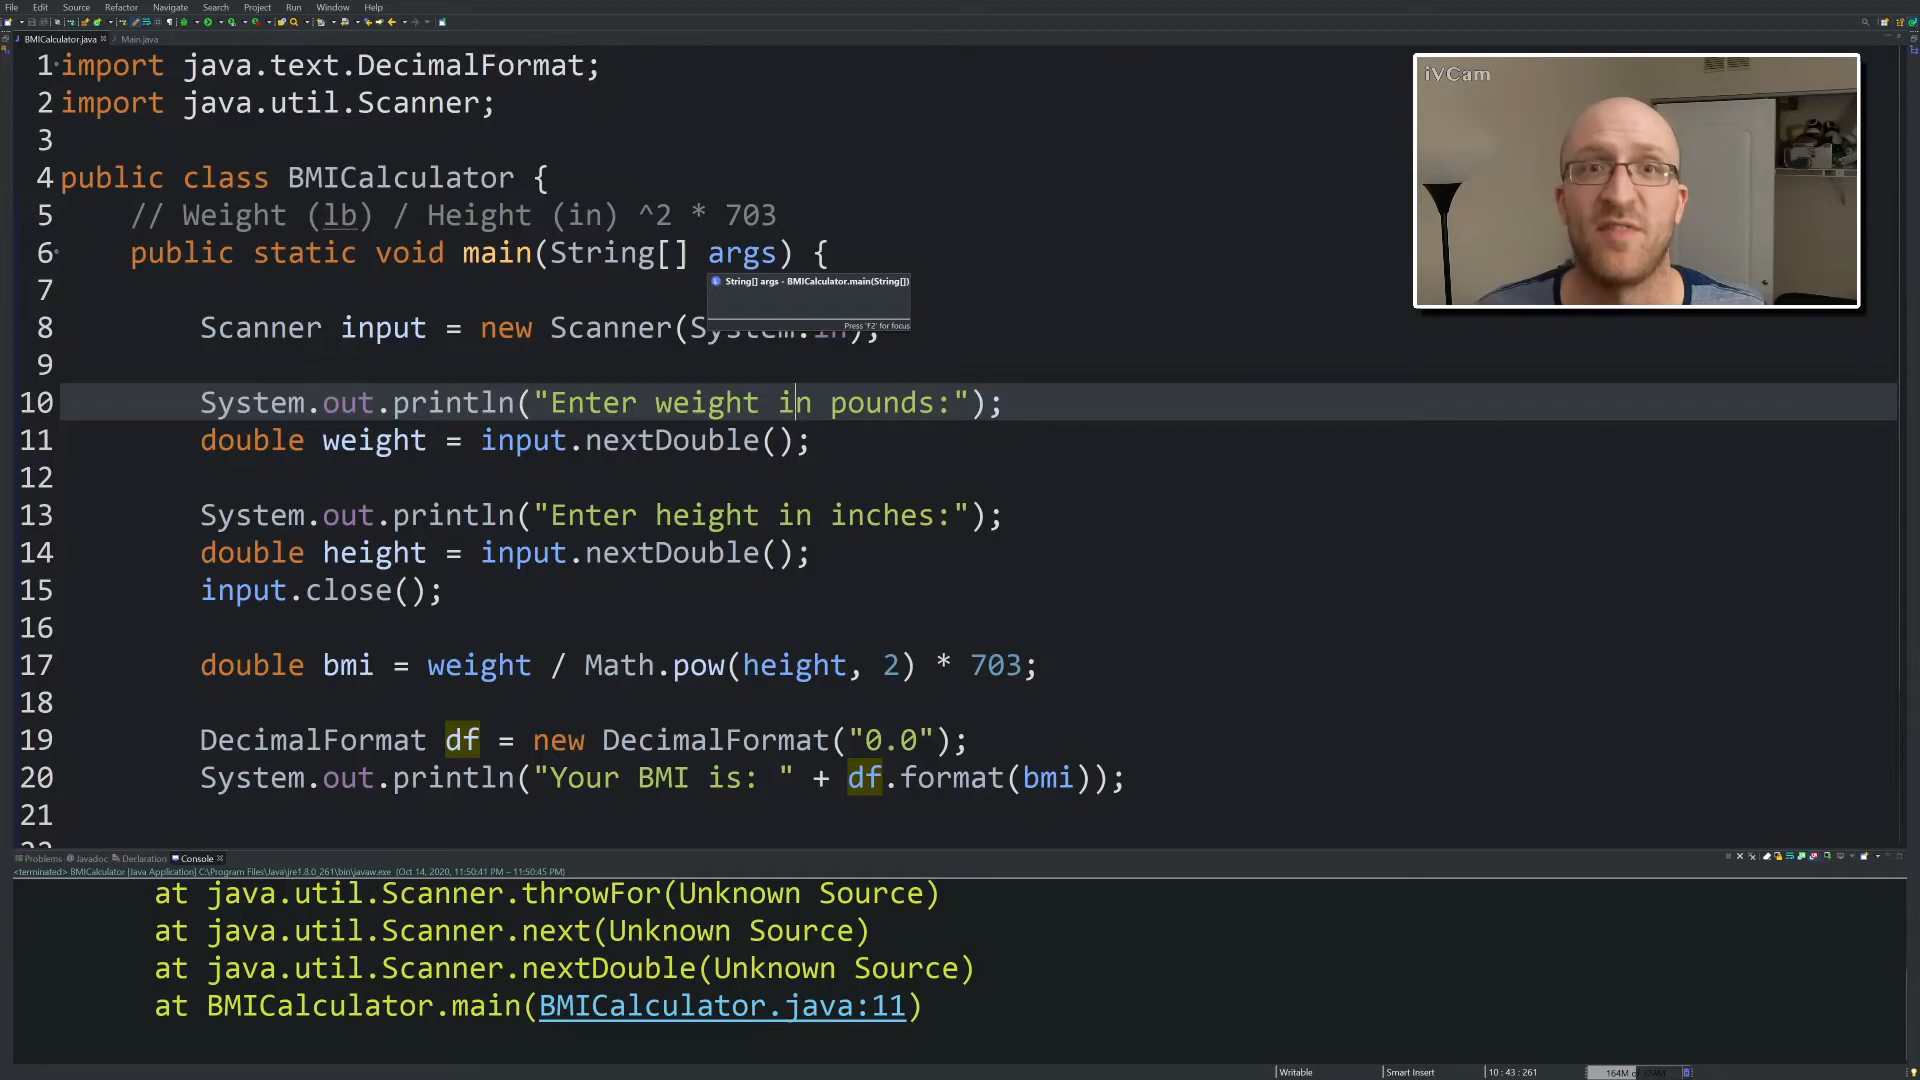 File Edit Source Refactor Navigate Search Project Run Window Help
BMICalculator.java Main.java
iVCam
1 import java.text.DecimalFormat;
2 import java.util.Scanner;
3
4 public class BMICalculator {
5 // Weight (lb) / Height (in) ^2 * 703
6 public static void main(String[] args) {
String[] args - BMICalculator.main(String[])
7
Press 'F2' for focus
8 Scanner input = new Scanner(System.in);
9
10 System.out.println("Enter weight in pounds:");
11 double weight = input.nextDouble();
12
13 System.out.println("Enter height in inches:");
14 double height = input.nextDouble();
15 input.close();
16
17 double bmi = weight / Math.pow(height, 2) * 703;
18
19 DecimalFormat df = new DecimalFormat("0.0");
20 System.out.println("Your BMI is: " + df.format(bmi));
21
Problems @ Javadoc Declaration Console
<terminated> BMICalculator [Java Application] C:\Program Files\Java\jre1.8.0_261\bin\javaw.exe (Oct 14, 2020, 11:50:41 PM – 11:50:45 PM)
at java.util.Scanner.throwFor(Unknown Source)
at java.util.Scanner.next(Unknown Source)
at java.util.Scanner.nextDouble(Unknown Source)
at BMICalculator.main(BMICalculator.java:11)
Writable Smart Insert 10 : 43 : 261 164M of 324M